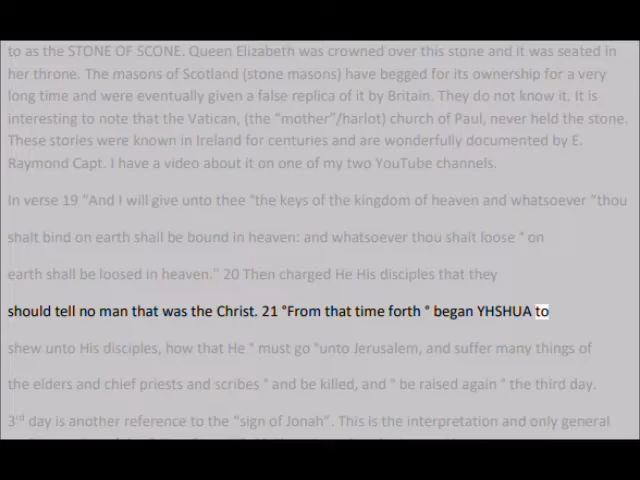 to as the STONE OF SCONE. Queen Elizabeth was crowned over this stone and it was seated in
her throne. The masons of Scotland (stone masons) have begged for its ownership for a very
long time and were eventually given a false replica of it by Britain. They do not know it. It is
interesting to note that the Vatican, (the “mother”/harlot) church of Paul, never held the stone.
These stories were known in Ireland for centuries and are wonderfully documented by E.
Raymond Capt. I have a video about it on one of my two YouTube channels.
In verse 19 “And I will give unto thee °the keys of the kingdom of heaven and whatsoever °thou
shalt bind on earth shall be bound in heaven: and whatsoever thou shalt loose ° on
earth shall be loosed in heaven.” 20 Then charged He His disciples that they
should tell no man that was the Christ. 21 °From that time forth ° began YHSHUA to
shew unto His disciples, how that He ° must go °unto Jerusalem, and suffer many things of
the elders and chief priests and scribes ° and be killed, and ° be raised again ° the third day.
3rd day is another reference to the “sign of Jonah”. This is the interpretation and only general